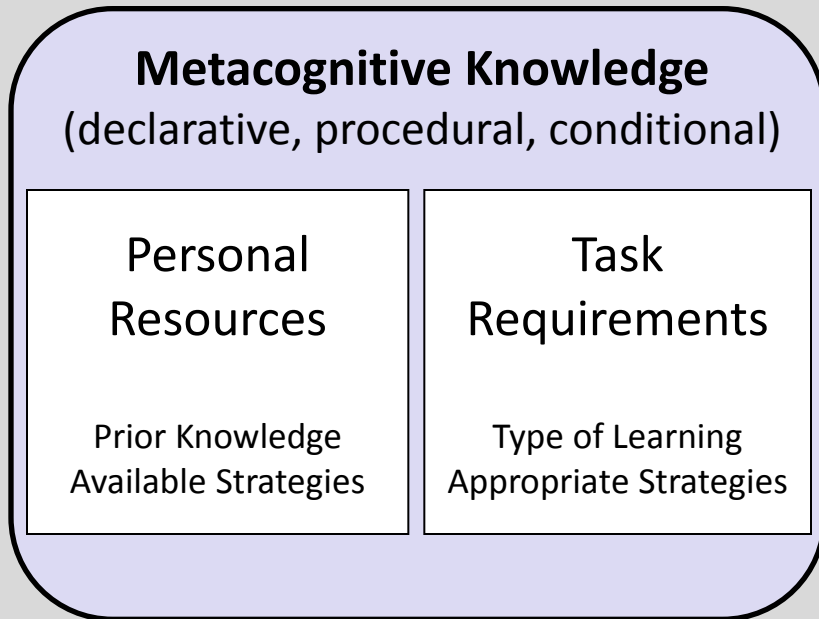 Metacognitive Knowledge
(declarative, procedural, conditional)
Personal
Resources
Prior Knowledge
Available Strategies
Task
Requirements
Type of Learning
Appropriate Strategies